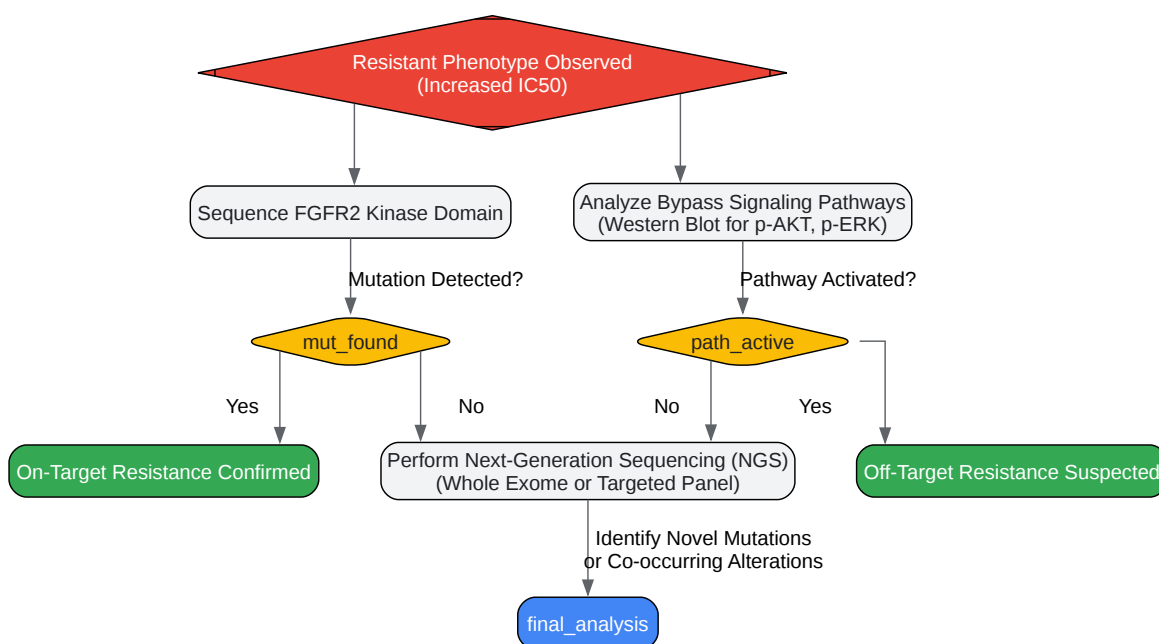 Resistant Phenotype Observed
(Increased IC50)
Sequence FGFR2 Kinase Domain
Analyze Bypass Signaling Pathways
(Western Blot for p-AKT, p-ERK)
Mutation Detected?
Pathway Activated?
mut_found
path_active
Yes
No
No
Yes
On-Target Resistance Confirmed
Perform Next-Generation Sequencing (NGS)
(Whole Exome or Targeted Panel)
Off-Target Resistance Suspected
Identify Novel Mutations
or Co-occurring Alterations
final_analysis